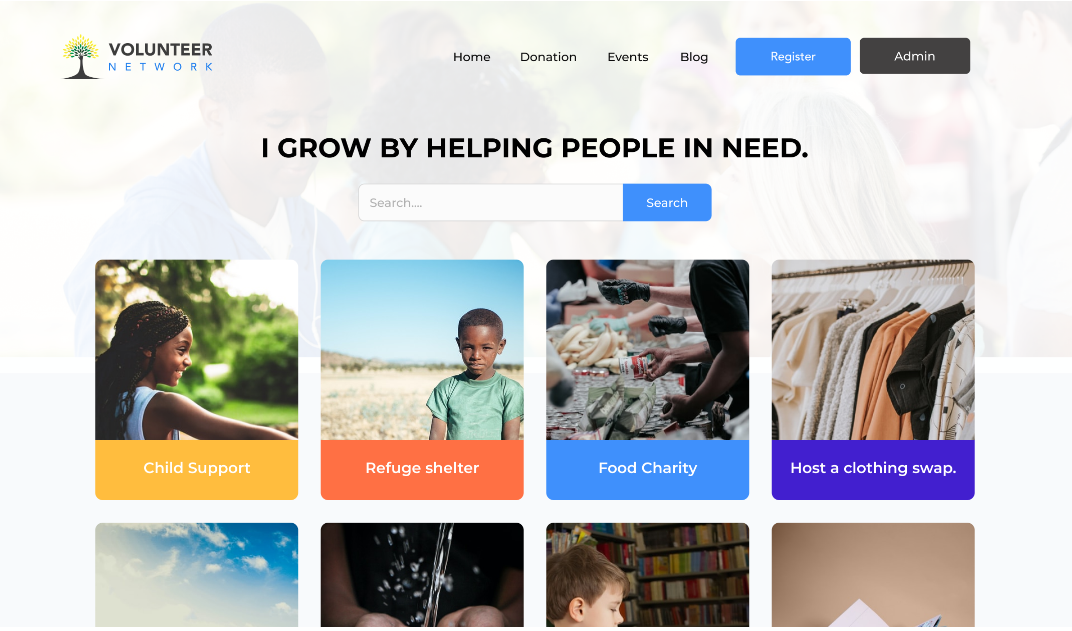 VOLUNTEER
NETWORK
Home Donation Events Blog Register Admin
I GROW BY HELPING PEOPLE IN NEED.
Search.... Search
Child Support Refuge shelter Food Charity Host a clothing swap.